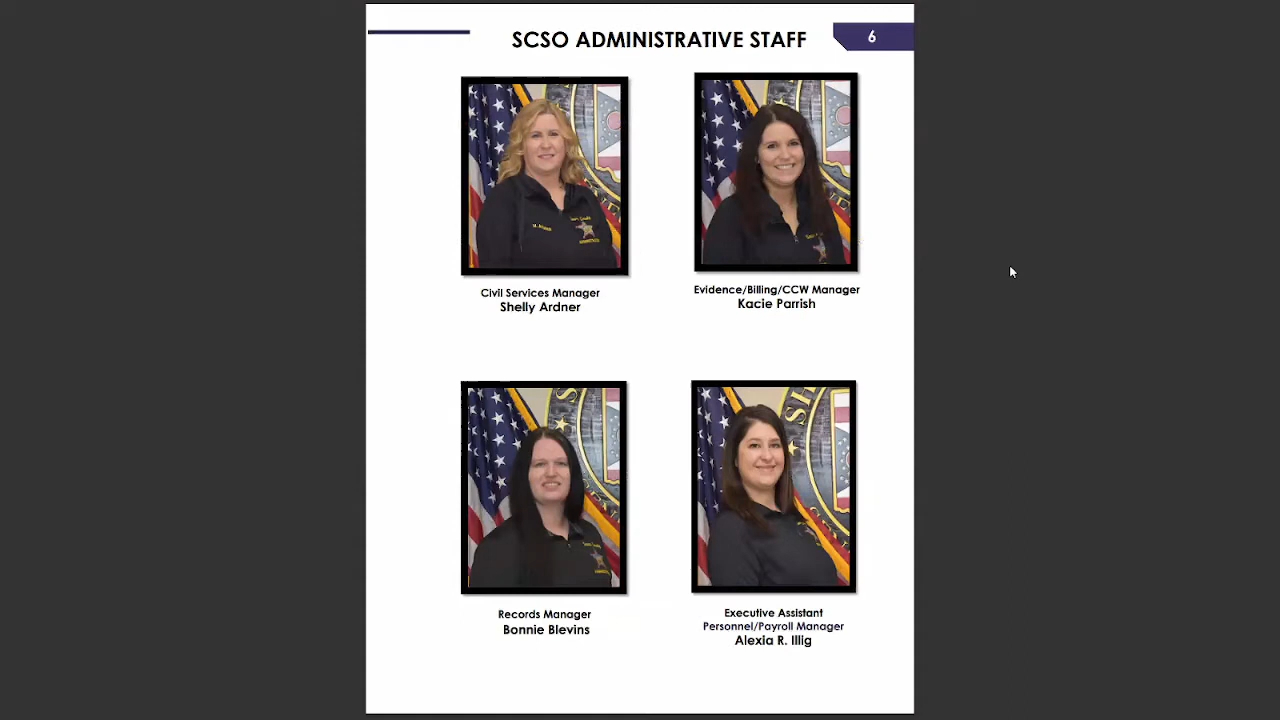 SCSO ADMINISTRATIVE STAFF
6
Civil Services Manager
Shelly Ardner
Evidence/Billing/CCW Manager
Kacie Parrish
Records Manager
Bonnie Blevins
Executive Assistant
Personnel/Payroll Manager
Alexia R. Illig